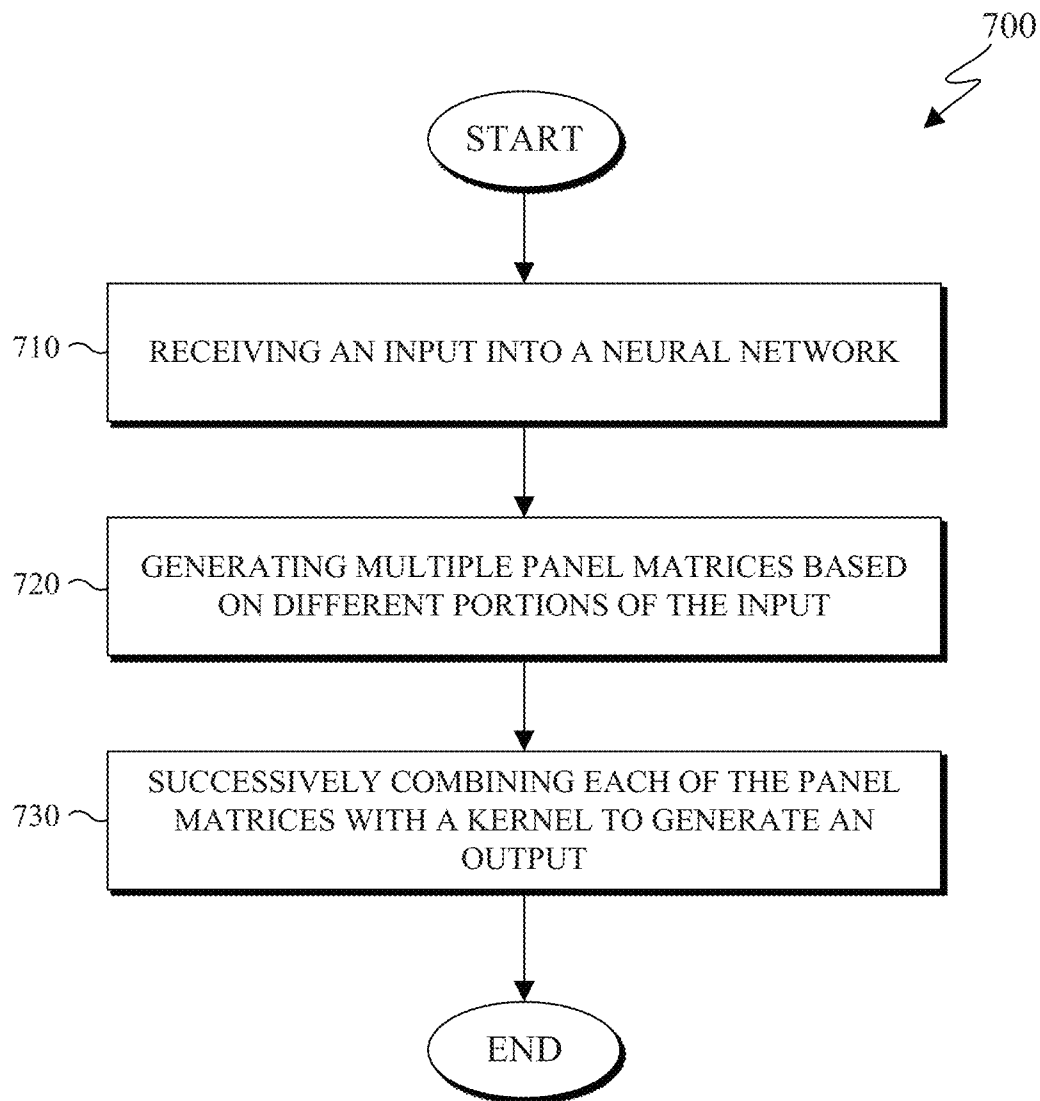 700
START
710
RECEIVING AN INPUT INTO A NEURAL NETWORK
720
GENERATING MULTIPLE PANEL MATRICES BASED
ON DIFFERENT PORTIONS OF THE INPUT
730
SUCCESSIVELY COMBINING EACH OF THE PANEL
MATRICES WITH A KERNEL TO GENERATE AN
OUTPUT
END